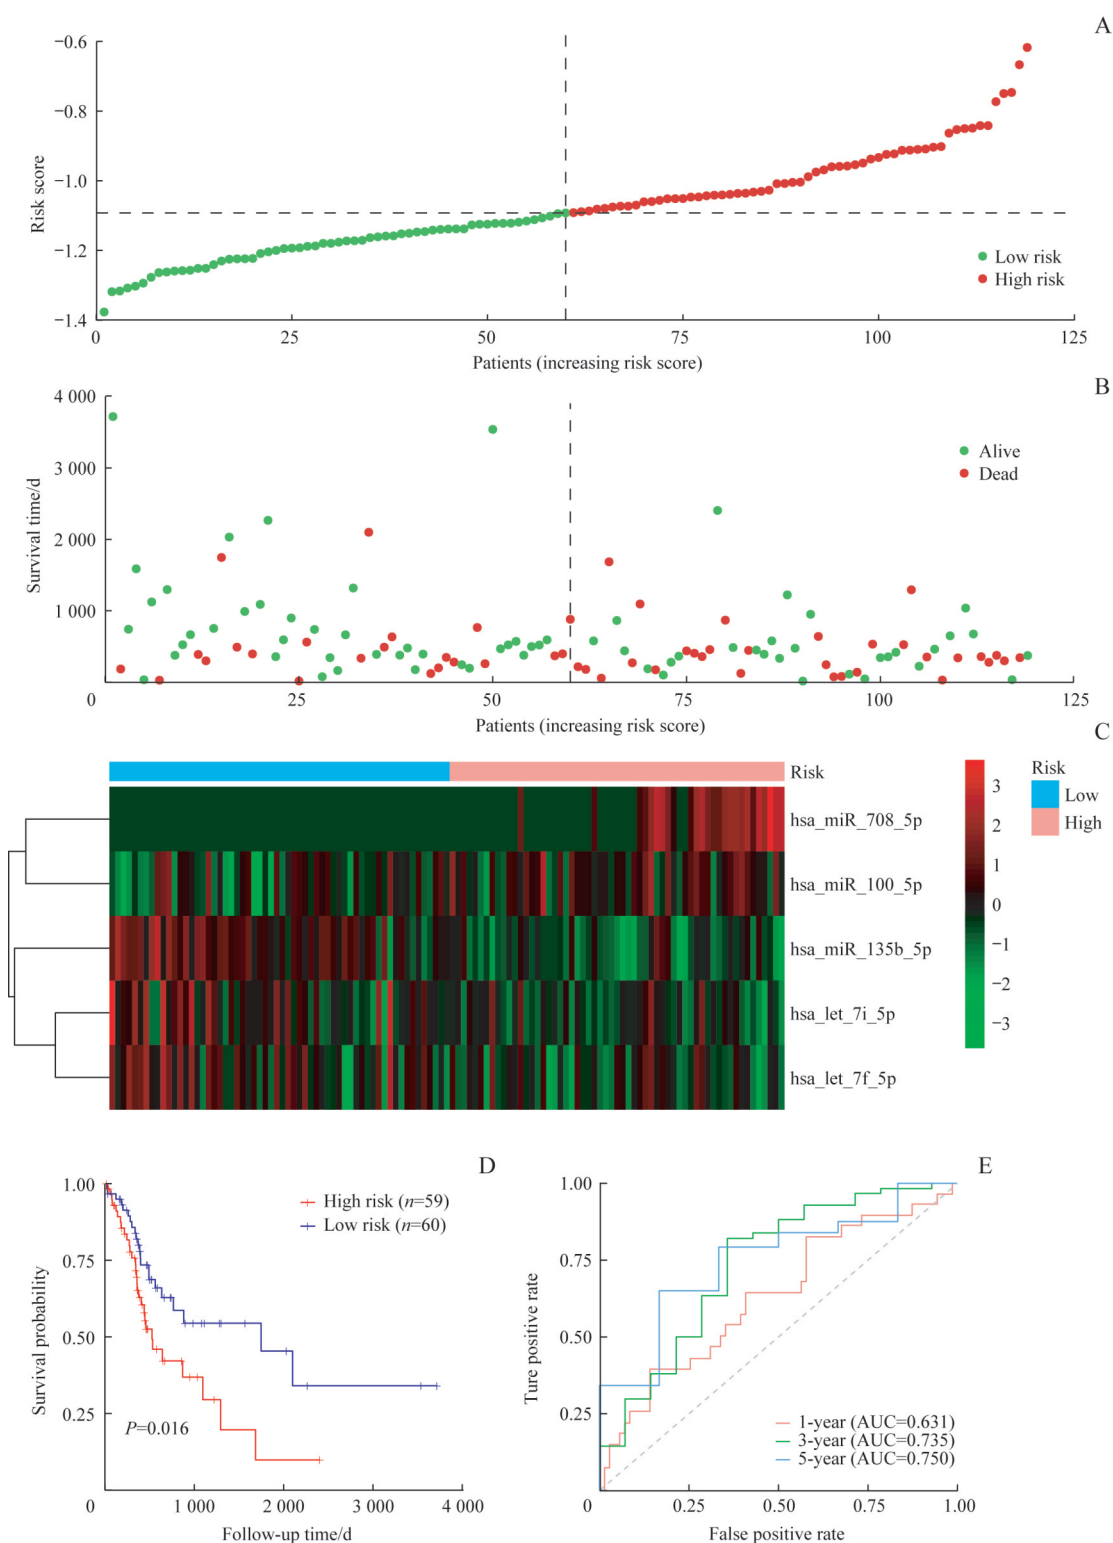 A
−0.6
−0.8
−1.0
−1.2
−1.4
Risk score
Low risk
High risk
0 25 50 75 100 125
Patients (increasing risk score)
B
4 000
3 000
2 000
1 000
Survival time/d
Alive
Dead
0 25 50 75 100 125
Patients (increasing risk score)
C
Risk
hsa_miR_708_5p
hsa_miR_100_5p
hsa_miR_135b_5p
hsa_let_7i_5p
hsa_let_7f_5p
3
2
1
0
−1
−2
−3
Risk
Low
High
D
1.00
0.75
0.50
0.25
Survival probability
High risk (n=59)
Low risk (n=60)
P=0.016
0 1 000 2 000 3 000 4 000
Follow-up time/d
E
1.00
0.75
0.50
0.25
Ture positive rate
1-year (AUC=0.631)
3-year (AUC=0.735)
5-year (AUC=0.750)
0 0.25 0.50 0.75 1.00
False positive rate